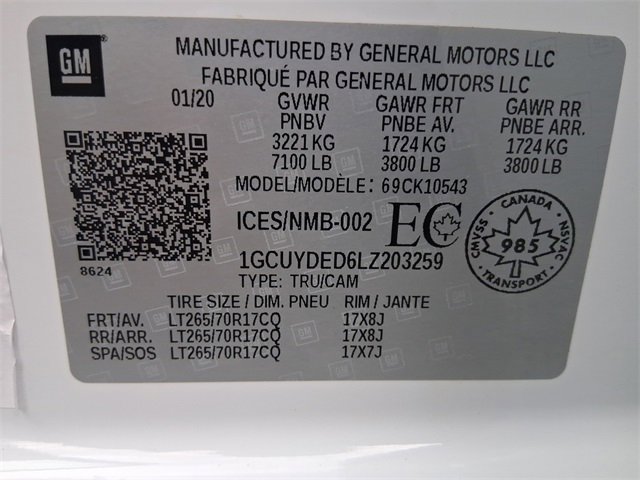 GM
MANUFACTURED BY GENERAL MOTORS LLC
FABRIQUÉ PAR GENERAL MOTORS LLC
01/20 GVWR GAWR FRT GAWR RR
PNBV PNBE AV. PNBE ARR.
3221 KG 1724 KG 1724 KG
7100 LB 3800 LB 3800 LB
MODEL/MODÈLE: 69CK10543
ICES/NMB-002 EC
CANADA
CMVSS 985 NSVAC
TRANSPORT
1GCUYDED6LZ203259
8624
TYPE: TRU/CAM
TIRE SIZE / DIM. PNEU RIM / JANTE
FRT/AV. LT265/70R17CQ 17X8J
RR/ARR. LT265/70R17CQ 17X8J
SPA/SOS LT265/70R17CQ 17X7J